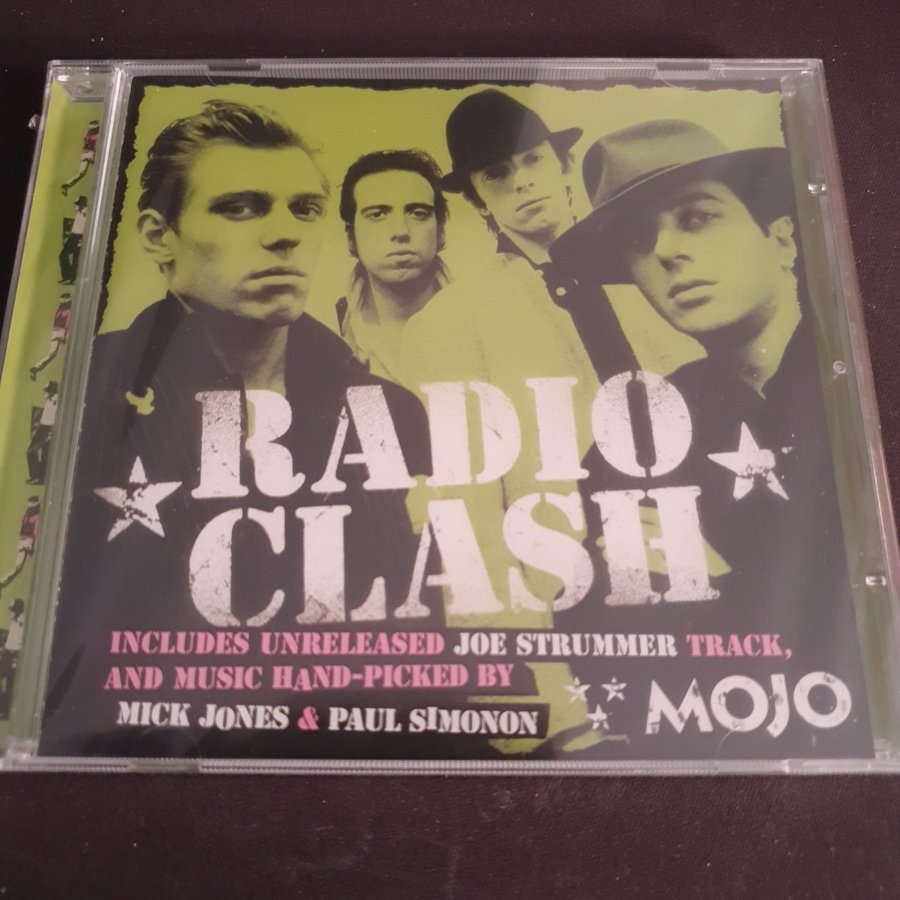 RADIO
CLASH
INCLUDES UNRELEASED JOE STRUMMER TRACK,
AND MUSIC HAND-PICKED BY
MICK JONES & PAUL SIMONON
MOJO